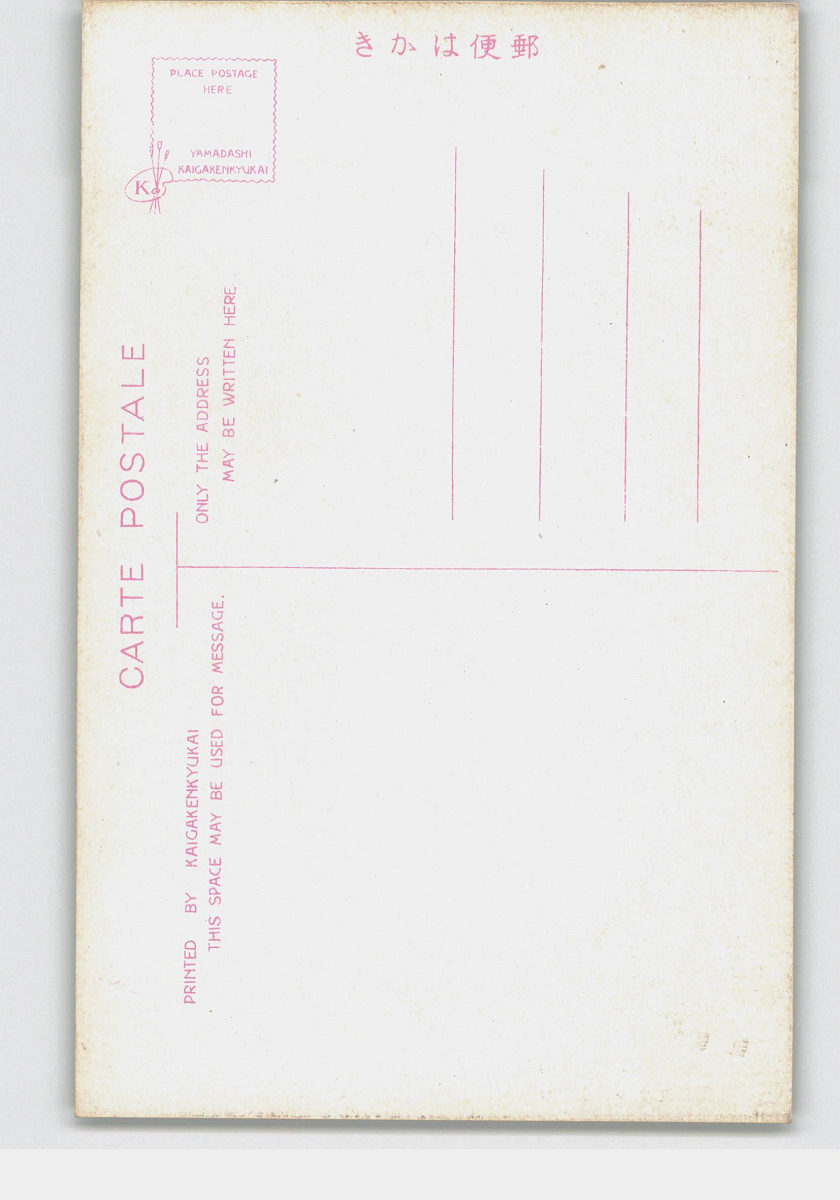 きかは便郵
PLACE POSTAGE
HERE
YAMADASHI
KAIGAKENKYUKAI
K
CARTE POSTALE
ONLY THE ADDRESS
MAY BE WRITTEN HERE
PRINTED BY KAIGAKENKYUKAI
THIS SPACE MAY BE USED FOR MESSAGE.